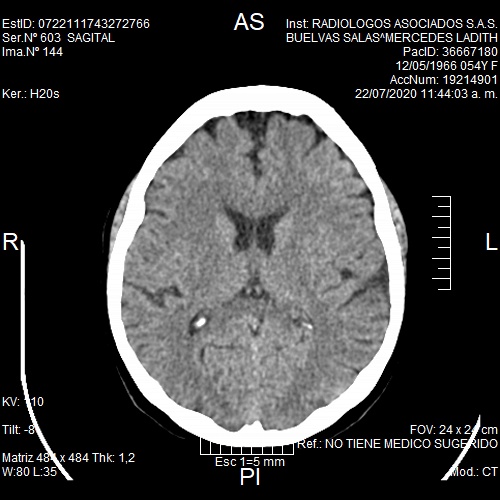 EstID: 0722111743272766
Ser.Nº 603 SAGITAL
Ima.Nº 144
Ker.: H20s
AS
Inst: RADIOLOGOS ASOCIADOS S.A.S.
BUELVAS SALAS^MERCEDES LADITH
PacID: 36667180
12/05/1966 054Y F
AccNum: 19214901
22/07/2020 11:44:03 a. m.
R
L
KV: 110
Tilt: -8
Matriz 484 x 484 Thk: 1,2
W:80 L:35
Esc 1=5 mm
PI
FOV: 24 x 24 cm
Ref.: NO TIENE MEDICO SUGERIDO
Mod.: CT